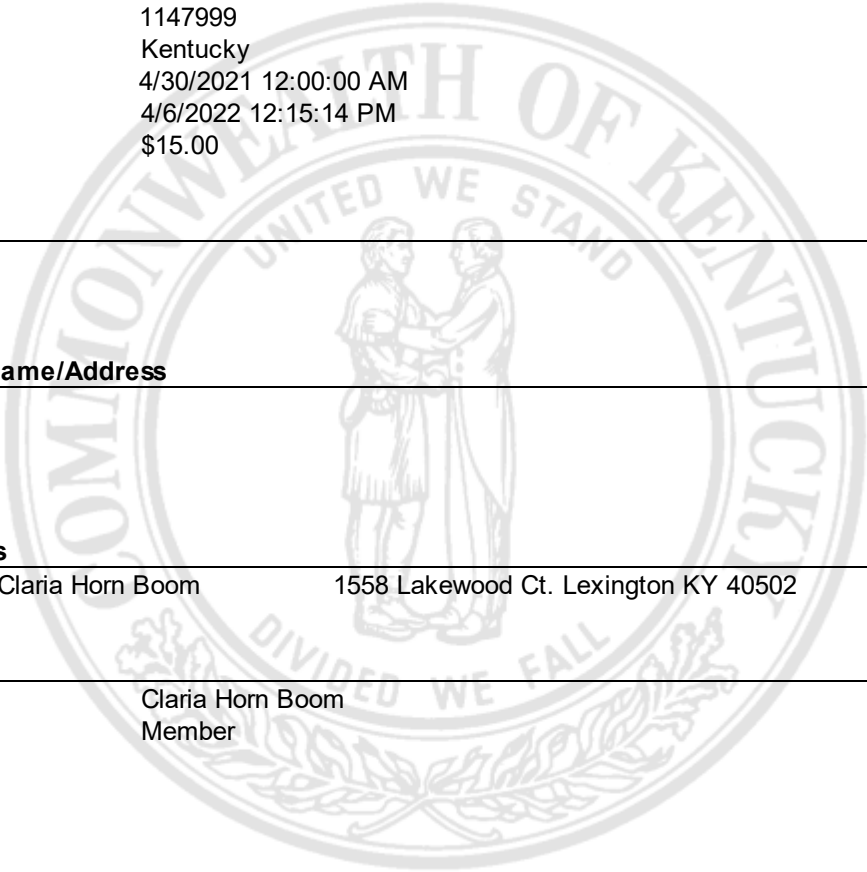 1147999
Kentucky
4/30/2021 12:00:00 AM
4/6/2022 12:15:14 PM
$15.00
COMMONWEALTH OF KENTUCKY
UNITED WE STAND
ame/Address
s
Claria Horn Boom 1558 Lakewood Ct. Lexington KY 40502
DIVIDED WE FALL
Claria Horn Boom
Member